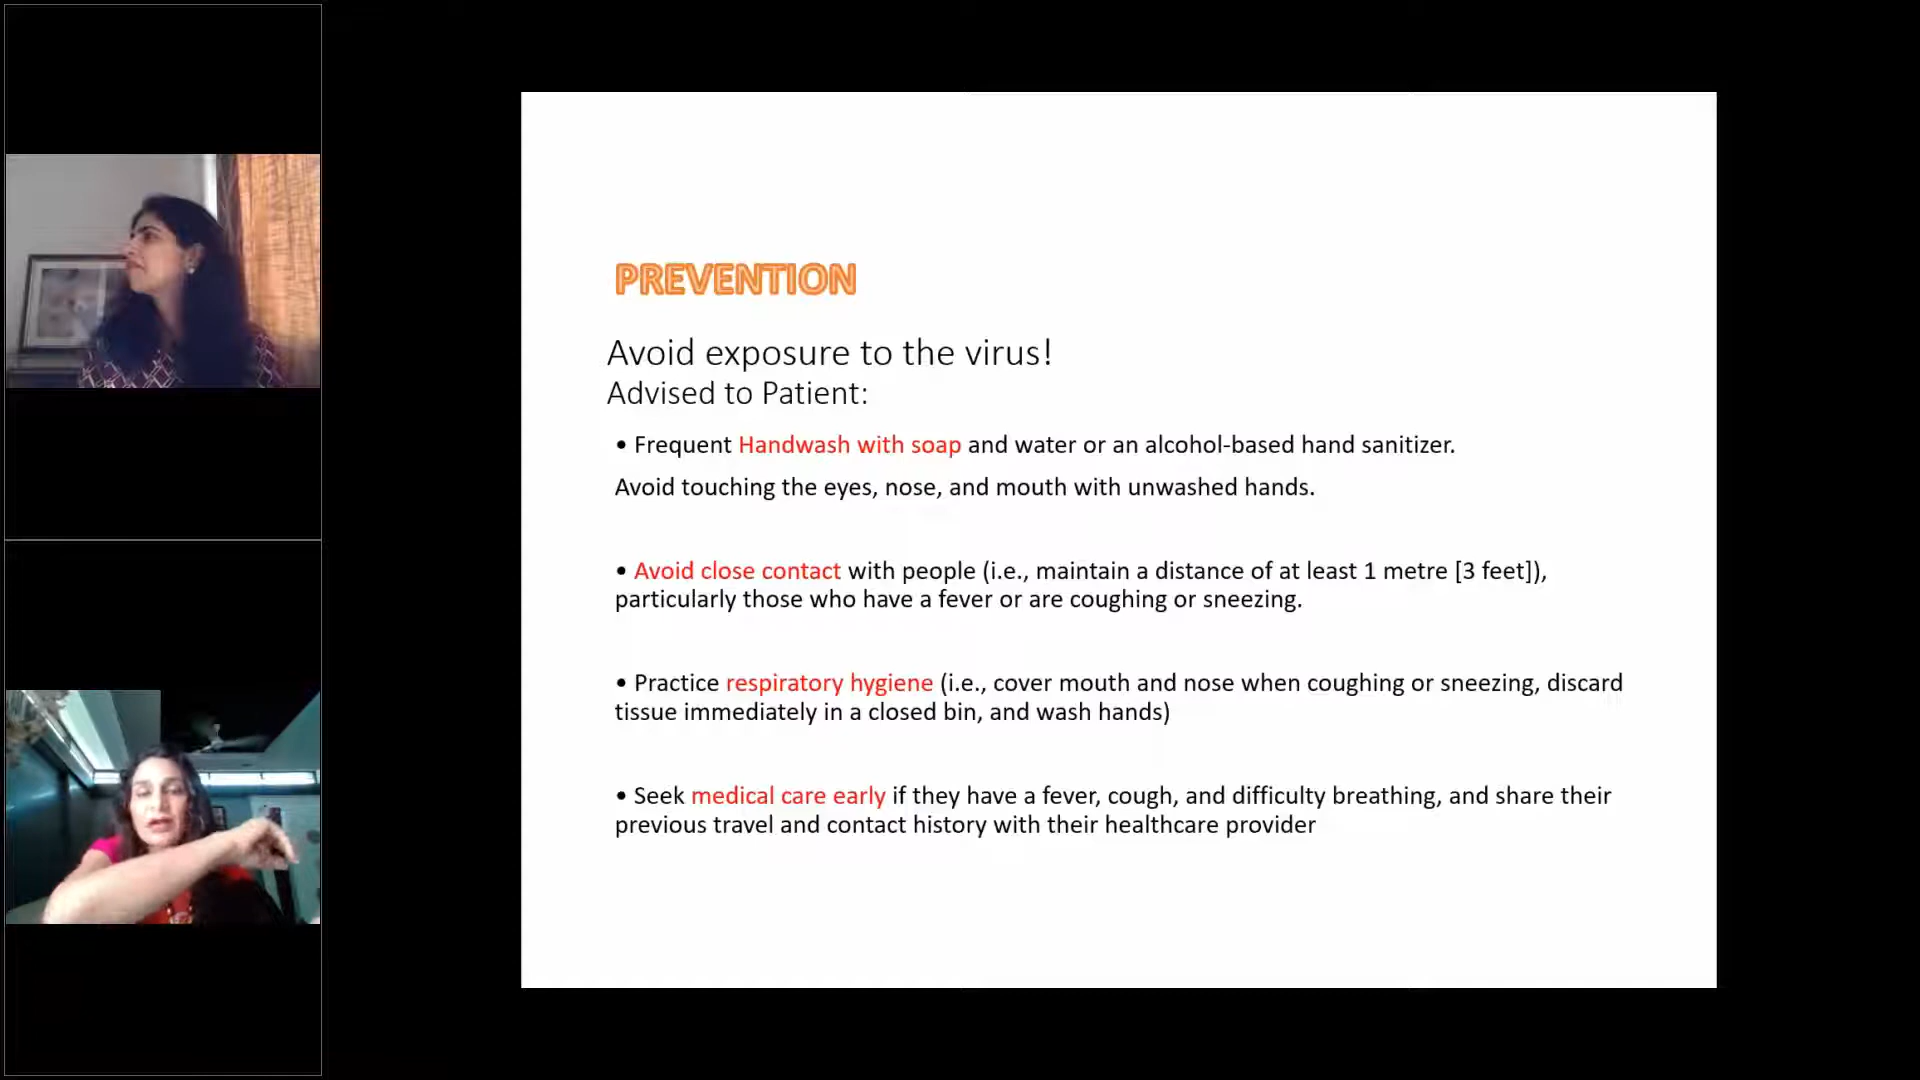 PREVENTION
Avoid exposure to the virus!
Advised to Patient:
• Frequent Handwash with soap and water or an alcohol-based hand sanitizer.
Avoid touching the eyes, nose, and mouth with unwashed hands.
• Avoid close contact with people (i.e., maintain a distance of at least 1 metre [3 feet]),
particularly those who have a fever or are coughing or sneezing.
• Practice respiratory hygiene (i.e., cover mouth and nose when coughing or sneezing, discard
tissue immediately in a closed bin, and wash hands)
• Seek medical care early if they have a fever, cough, and difficulty breathing, and share their
previous travel and contact history with their healthcare provider